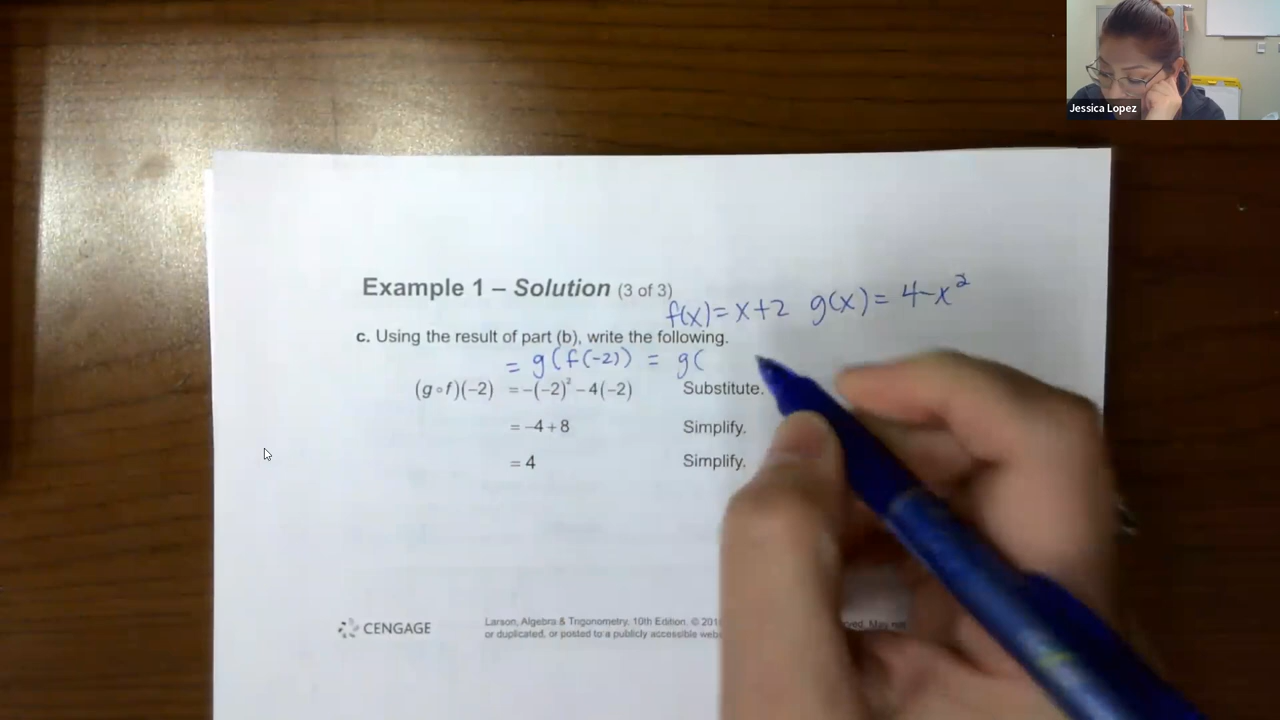 Jessica Lopez
Example 1 – Solution (3 of 3)
f(x) = x+2 g(x) = 4-x²
c. Using the result of part (b), write the following.
= g(f(-2)) = g(
(g∘f)(-2) = -(-2)² - 4(-2) Substitute.
= -4 + 8 Simplify.
= 4 Simplify.
CENGAGE
Larson, Algebra & Trigonometry, 10th Edition. © 201
or duplicated, or posted to a publicly accessible